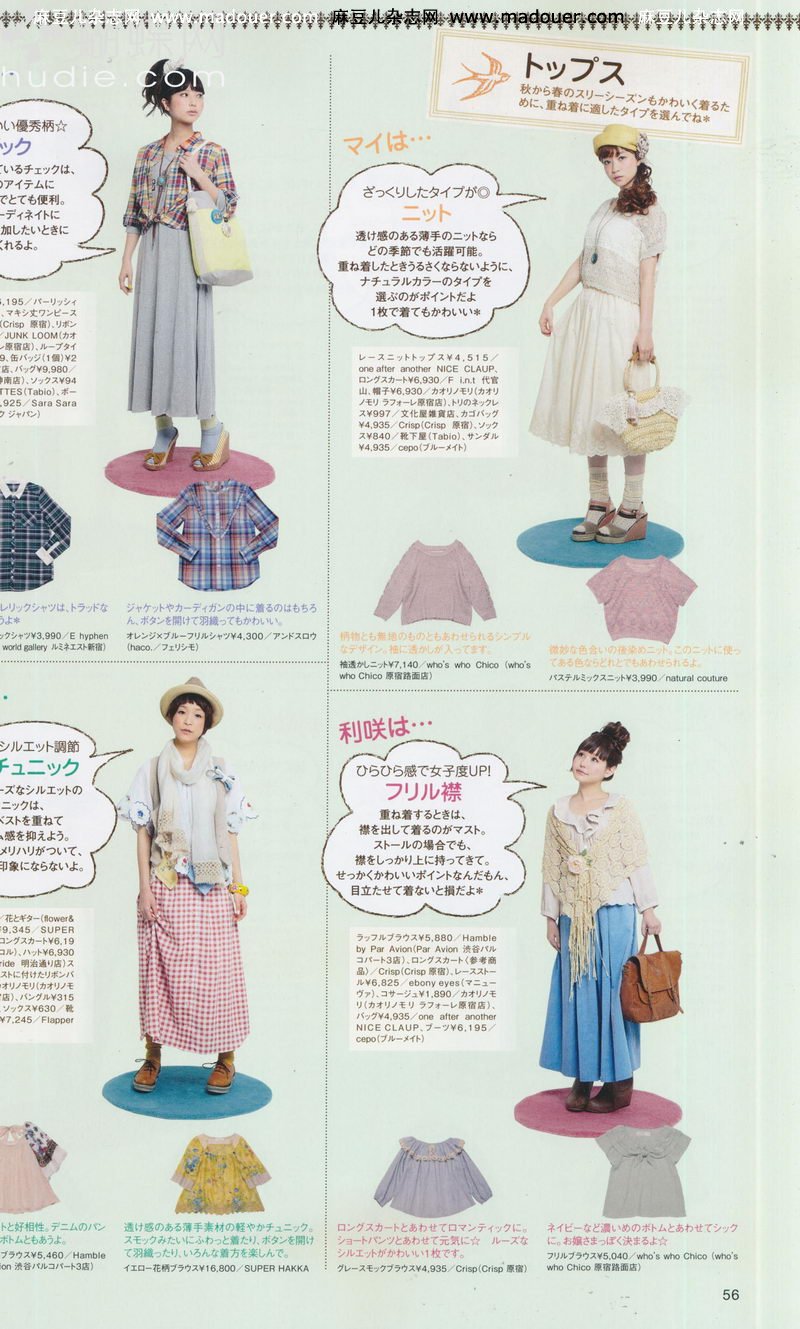 麻豆儿杂志网 www.madouer.com 麻豆儿杂志网 www.madouer.com 麻豆儿杂志网
hudie.com
トップス
秋から春のスリーシーズンもかわいく着るた
めに、重ね着に適したタイプを選んでね＊
いい優秀柄☆
ック
ているチェックは、
のアイテムに
でとても便利。
ーディネイトに
加したいときに
くれるよ。
6,195／パーリッシィ
、マキシ丈ワンピース
(Crisp 原宿)、リボン
／JUNK LOOM(カオ
レ原宿店)、ループタイ
9、缶バッジ(1個)¥2
店、バッグ¥9,980／
神南店)、ソックス¥94
TTES(Tabio)、ボー
,925／Sara Sara
ウ ジャパン)
レリックシャツは、トラッドな
うよ＊
ックシャツ¥3,990／E hyphen
world gallery ルミネエスト新宿)
ジャケットやカーディガンの中に着るのはもちろ
ん、ボタンを開けて羽織ってもかわいい。
オレンジ×ブルーフリルシャツ¥4,300／アンドスロウ
(haco.／フェリシモ)
マイは…
ざっくりしたタイプが◎
ニット
透け感のある薄手のニットなら
どの季節でも活躍可能。
重ね着したときうるさくならないように、
ナチュラルカラーのタイプを
選ぶのがポイントだよ
1枚で着てもかわいい＊
レースニットトップス¥4,515／
one after another NICE CLAUP、
ロングスカート¥6,930／F i.n.t 代官
山、帽子¥6,930／カオリノモリ(カオリ
ノモリ ラフォーレ原宿店)、トリのネックレ
ス¥997／文化屋雑貨店、カゴバッグ
¥4,935／Crisp(Crisp 原宿)、ソック
ス¥840／靴下屋(Tabio)、サンダル
¥4,935／cepo(ブルーメイト)
柄物とも無地のものともあわせられるシンプル
なデザイン。袖に透かしが入ってます。
袖透かしニット¥7,140／who's who Chico (who's
who Chico 原宿路面店)
微妙な色合いの後染めニット。このニットに使っ
てある色ならどれとでもあわせられるよ。
パステルミックスニット¥3,990／natural couture
シルエット調節
チュニック
ーズなシルエットの
ニックは、
ベストを重ねて
ム感を抑えよう。
メリハリがついて、
印象にならないよ。
／花とギター(flower&
¥9,345／SUPER
ロングスカート¥6,19
コル)、ハット¥6,930
ride 明治通り店)ス
ストに付けたリボンバ
カオリノモリ(カオリモ
宿店)、バングル¥315
、ソックス¥630／靴
¥7,245／Flapper
ットと好相性。デニムのパン
ボトムともあうよ。
ブラウス¥5,460／Hamble
ion 渋谷パルコパート3店)
透け感のある薄手素材の軽やかチュニック。
スモックみたいにふわっと着たり、ボタンを開け
て羽織ったり、いろんな着方を楽しんで。
イエロー花柄ブラウス¥16,800／SUPER HAKKA
利咲は…
ひらひら感で女子度UP!
フリル襟
重ね着するときは、
襟を出して着るのがマスト。
ストールの場合でも、
襟をしっかり上に持ってきて。
せっかくかわいいポイントなんだもん、
目立たせて着ないと損だよ＊
ラッフルブラウス¥5,880／Hamble
by Par Avion(Par Avion 渋谷パル
コパート3店)、ロングスカート〈参考商
品〉／Crisp(Crisp 原宿)、レースストー
ル¥6,825／ebony eyes(マニュー
ヴァ)、コサージュ¥1,890／カオリノモ
リ(カオリノモリ ラフォーレ原宿店)、
バッグ¥4,935／one after another
NICE CLAUP、ブーツ¥6,195／
cepo(ブルーメイト)
ロングスカートとあわせてロマンティックに。
ショートパンツとあわせて元気に☆ ルーズな
シルエットがかわいい1枚です。
グレースモックブラウス¥4,935／Crisp(Crisp 原宿)
ネイビーなど濃いめのボトムとあわせてシック
に。お嬢さまっぽく決まるよ☆
フリルブラウス¥5,040／who's who Chico (who's
who Chico 原宿路面店)
56